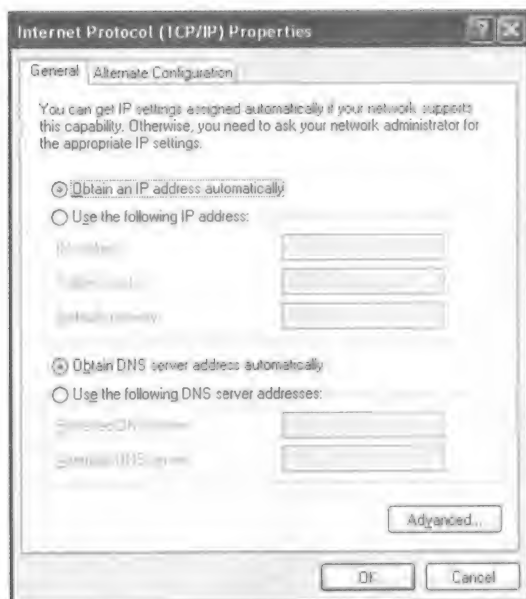 Internet Protocol (TCP/IP) Properties
General Alternate Configuration
You can get IP settings assigned automatically if your network supports
this capability. Otherwise, you need to ask your network administrator for
the appropriate IP settings.
Obtain an IP address automatically
Use the following IP address:
Obtain DNS server address automatically
Use the following DNS server addresses:
DNS server
Advanced...
OK Cancel